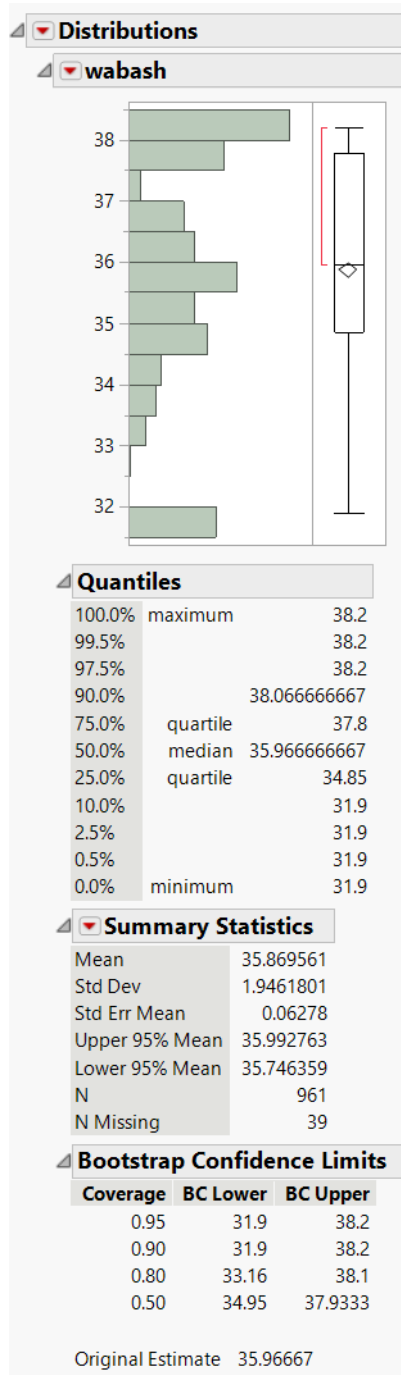 Distributions
wabash
38
37
36
35
34
33
32
Quantiles
100.0% maximum 38.2
99.5% 38.2
97.5% 38.2
90.0% 38.066666667
75.0% quartile 37.8
50.0% median 35.966666667
25.0% quartile 34.85
10.0% 31.9
2.5% 31.9
0.5% 31.9
0.0% minimum 31.9
Summary Statistics
Mean 35.869561
Std Dev 1.9461801
Std Err Mean 0.06278
Upper 95% Mean 35.992763
Lower 95% Mean 35.746359
N 961
N Missing 39
Bootstrap Confidence Limits
Coverage BC Lower BC Upper
0.95 31.9 38.2
0.90 31.9 38.2
0.80 33.16 38.1
0.50 34.95 37.9333
Original Estimate 35.96667